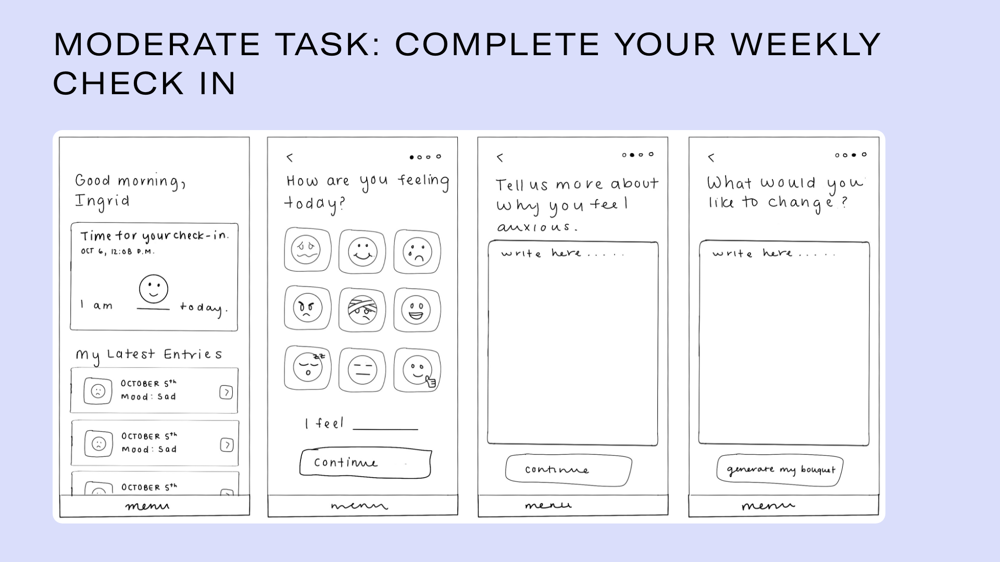 MODERATE TASK: COMPLETE YOUR WEEKLY
CHECK IN
Good morning,
Ingrid
Time for your check-in.
OCT 6, 12:08 P.M.
I am ____ today.
My Latest Entries
OCTOBER 5th
Mood: Sad
OCTOBER 5th
Mood: Sad
OCTOBER 5th
menu
<
How are you feeling
today?
zz
I feel ________
continue
menu
<
Tell us more about
why you feel
anxious.
write here.....
continue
menu
<
What would you
like to change?
write here.....
generate my bouquet
menu